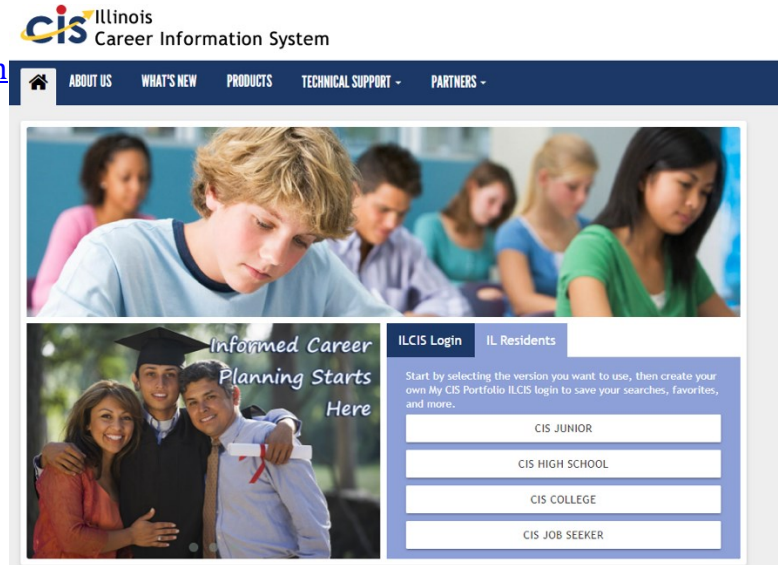 cis Illinois
Career Information System
n
ABOUT US WHAT'S NEW PRODUCTS TECHNICAL SUPPORT PARTNERS
Informed Career
Planning Starts
Here
ILCIS Login IL Residents
Start by selecting the version you want to use, then create your
own My CIS Portfolio ILCIS login to save your searches, favorites,
and more.
CIS JUNIOR
CIS HIGH SCHOOL
CIS COLLEGE
CIS JOB SEEKER